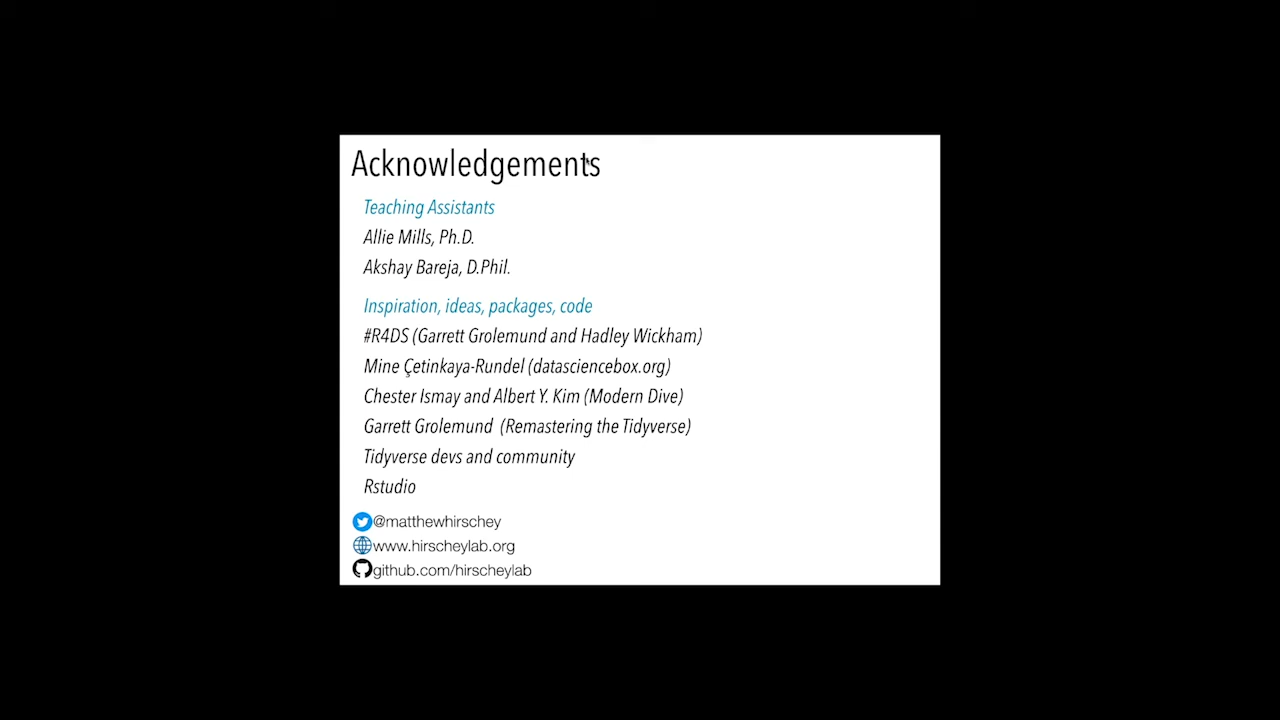 Acknowledgements
Teaching Assistants
Allie Mills, Ph.D.
Akshay Bareja, D.Phil.
Inspiration, ideas, packages, code
#R4DS (Garrett Grolemund and Hadley Wickham)
Mine Çetinkaya-Rundel (datasciencebox.org)
Chester Ismay and Albert Y. Kim (Modern Dive)
Garrett Grolemund  (Remastering the Tidyverse)
Tidyverse devs and community
Rstudio
@matthewhirschey
www.hirscheylab.org
github.com/hirscheylab